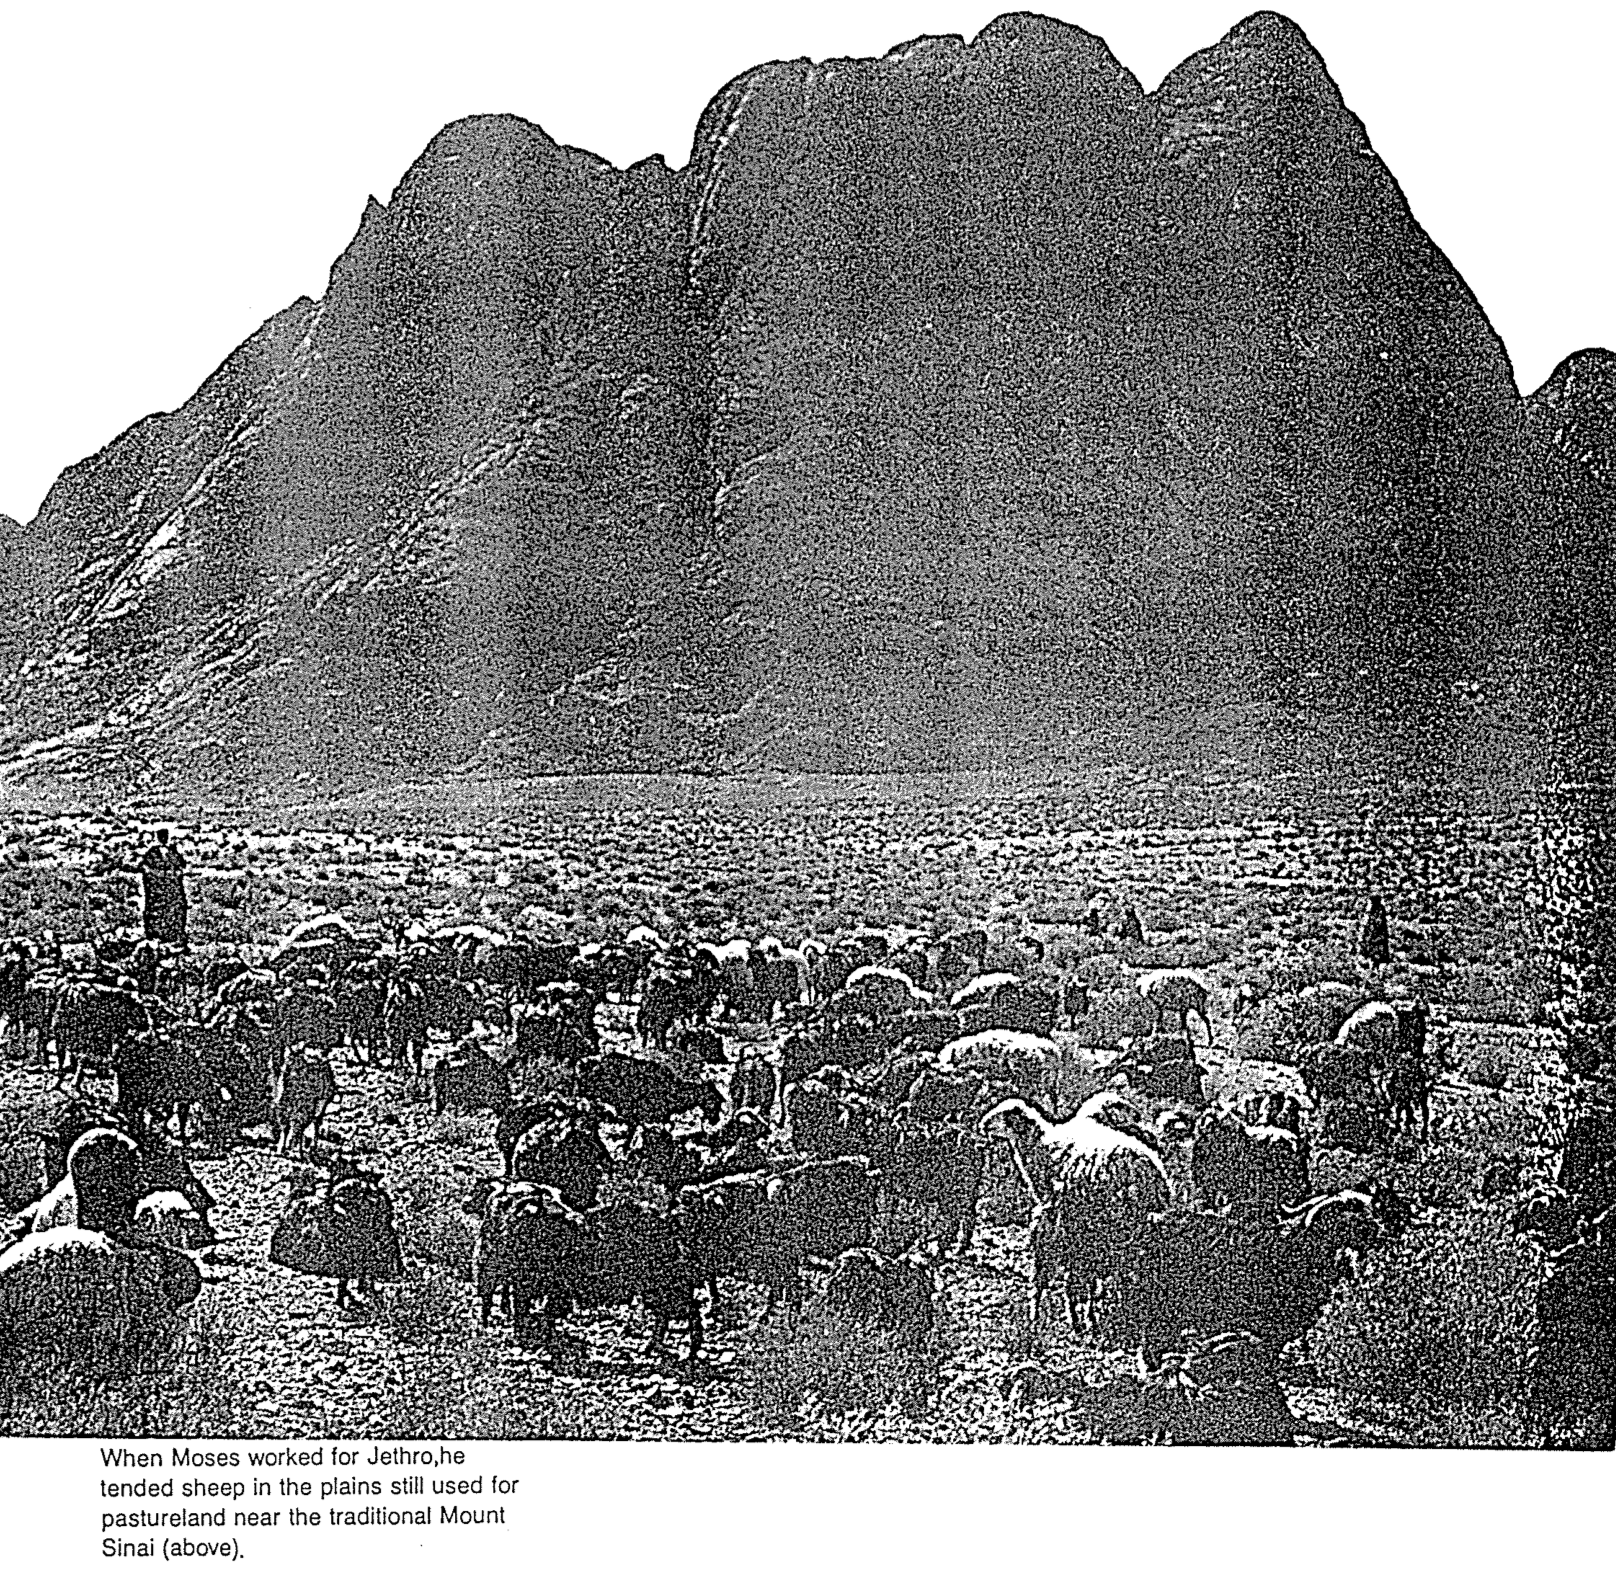 When Moses worked for Jethro,he
tended sheep in the plains still used for
pastureland near the traditional Mount
Sinai (above).